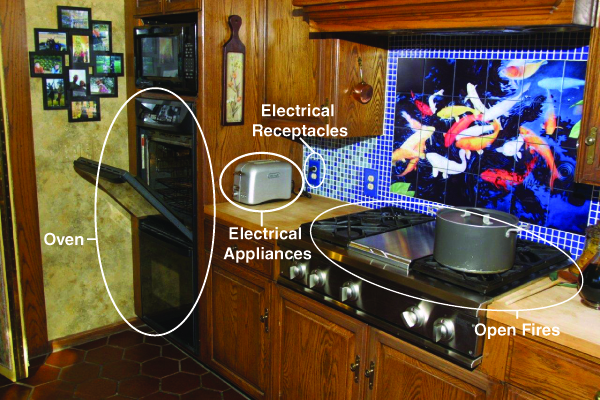 Electrical
Receptacles
Oven
Electrical
Appliances
Open Fires